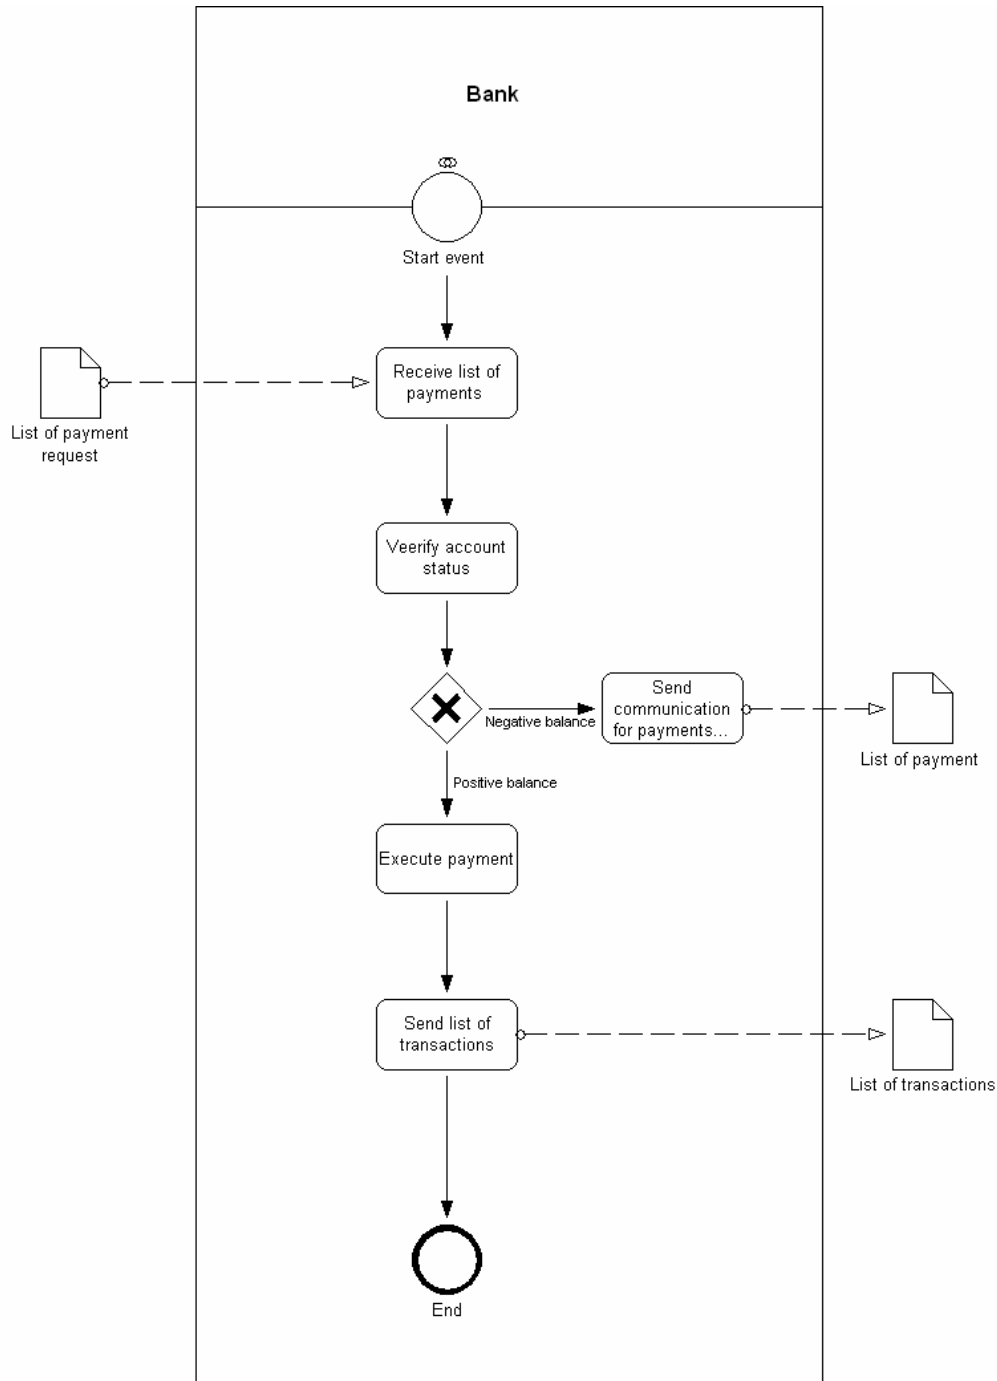 Bank
Start event
Receive list of
payments
List of payment
request
Veerify account
status
Send
communication
for payments...
Negative balance
List of payment
Positive balance
Execute payment
Send list of
transactions
List of transactions
End